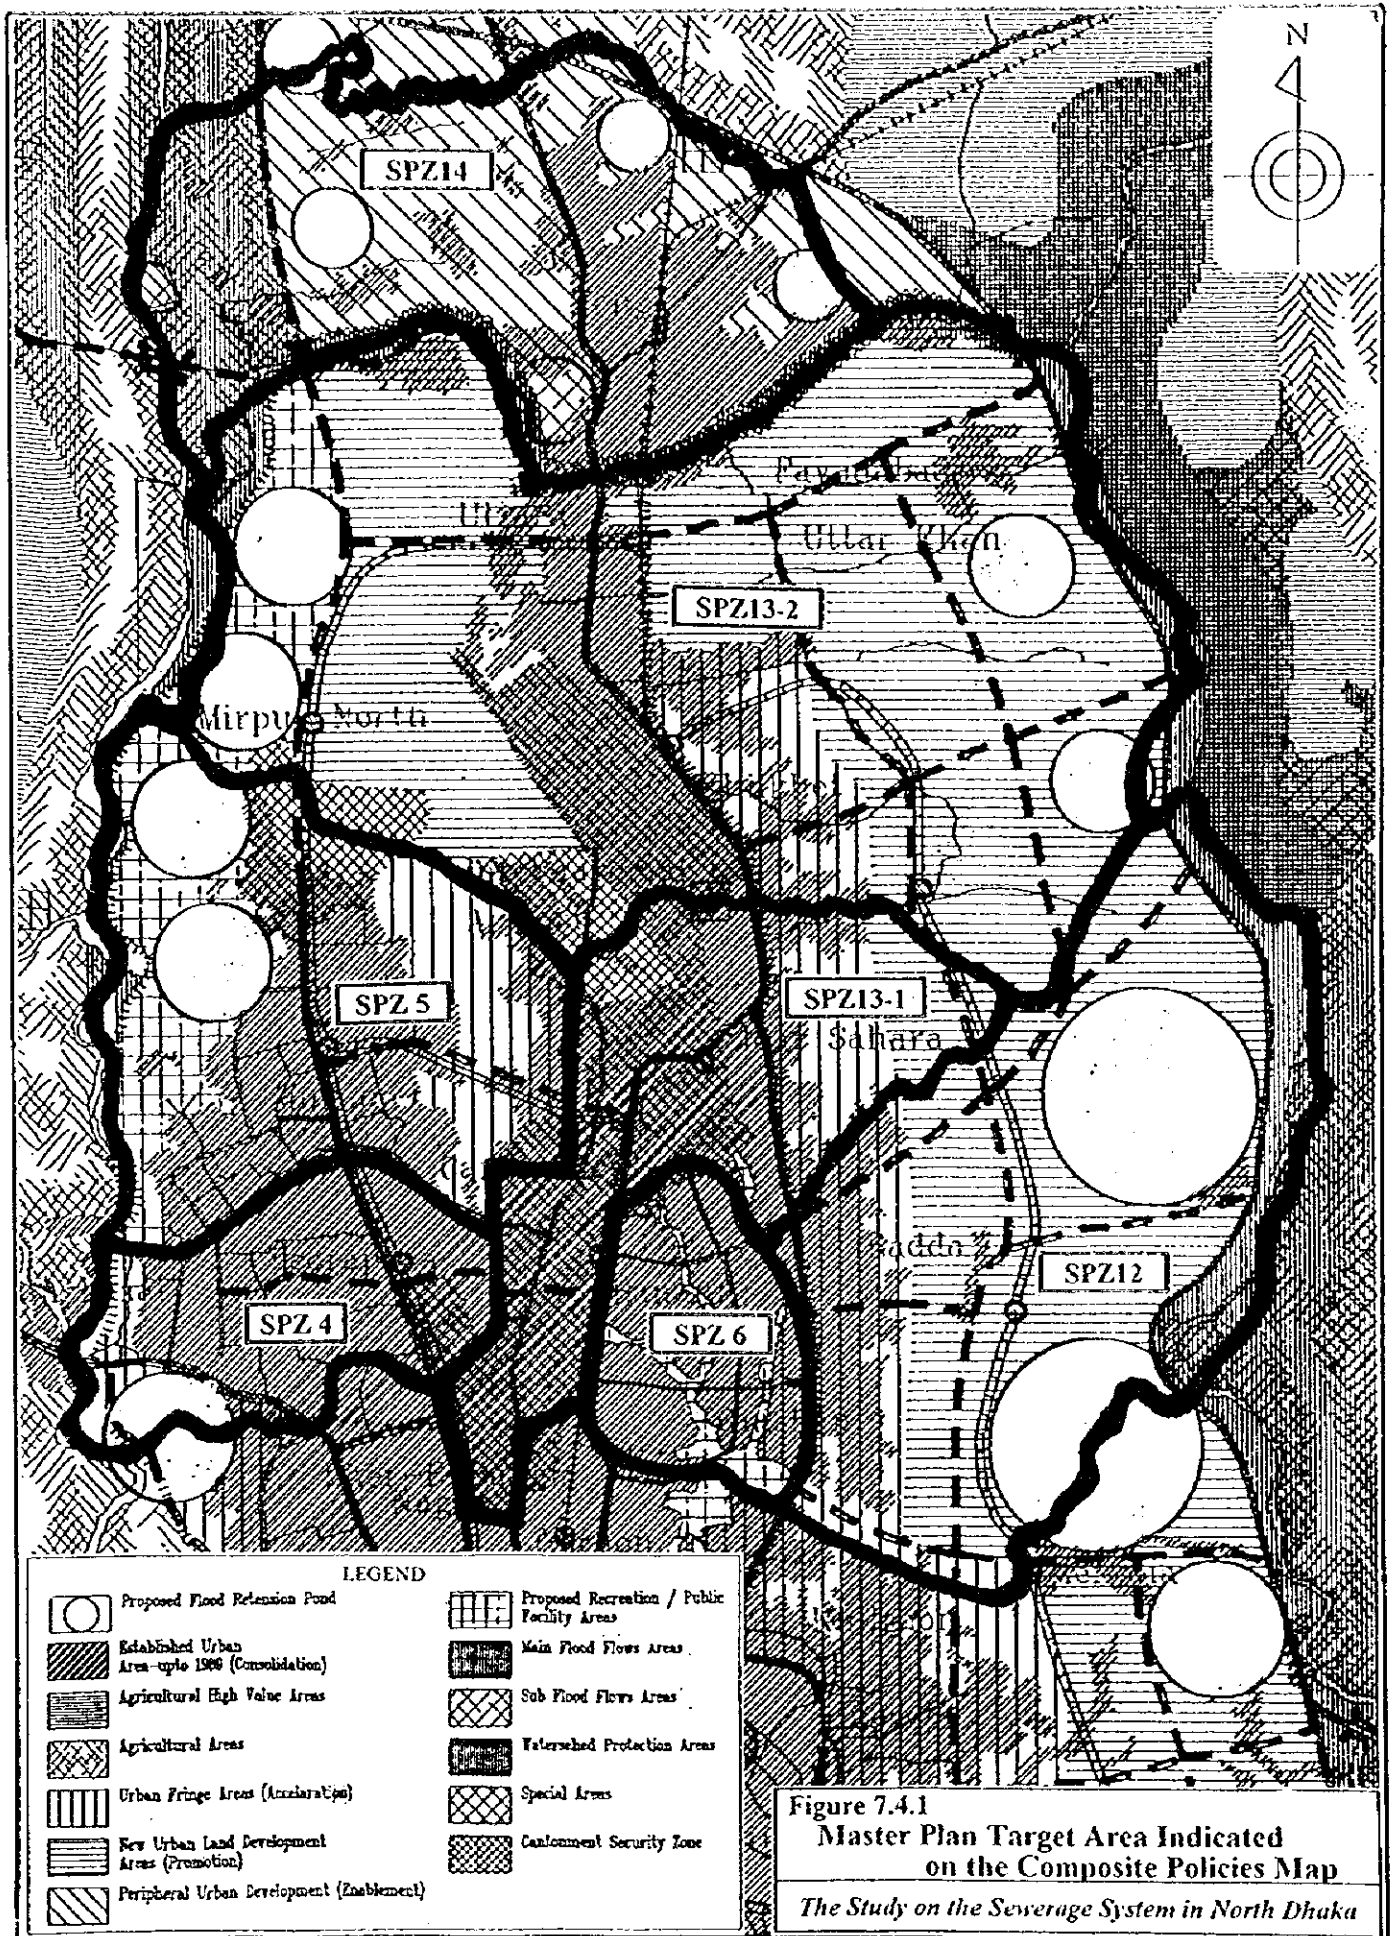 N
SPZ14
Uttar Khan
SPZ13-2
Mirpur North
SPZ 5
SPZ13-1
Sahara
SPZ12
SPZ 4
SPZ 6
LEGEND
Proposed Flood Retension Pond
Established Urban
Area-upto 1986 (Consolidation)
Agricultural High Value Areas
Agricultural Areas
Urban Fringe Areas (Accelaration)
New Urban Land Development
Areas (Promotion)
Peripheral Urban Development (Enablement)
Proposed Recreation / Public
Facility Areas
Main Flood Flows Areas
Sub Flood Flows Areas
Watershed Protection Areas
Special Areas
Cantonment Security Zone
Figure 7.4.1
Master Plan Target Area Indicated
on the Composite Policies Map
The Study on the Sewerage System in North Dhaka